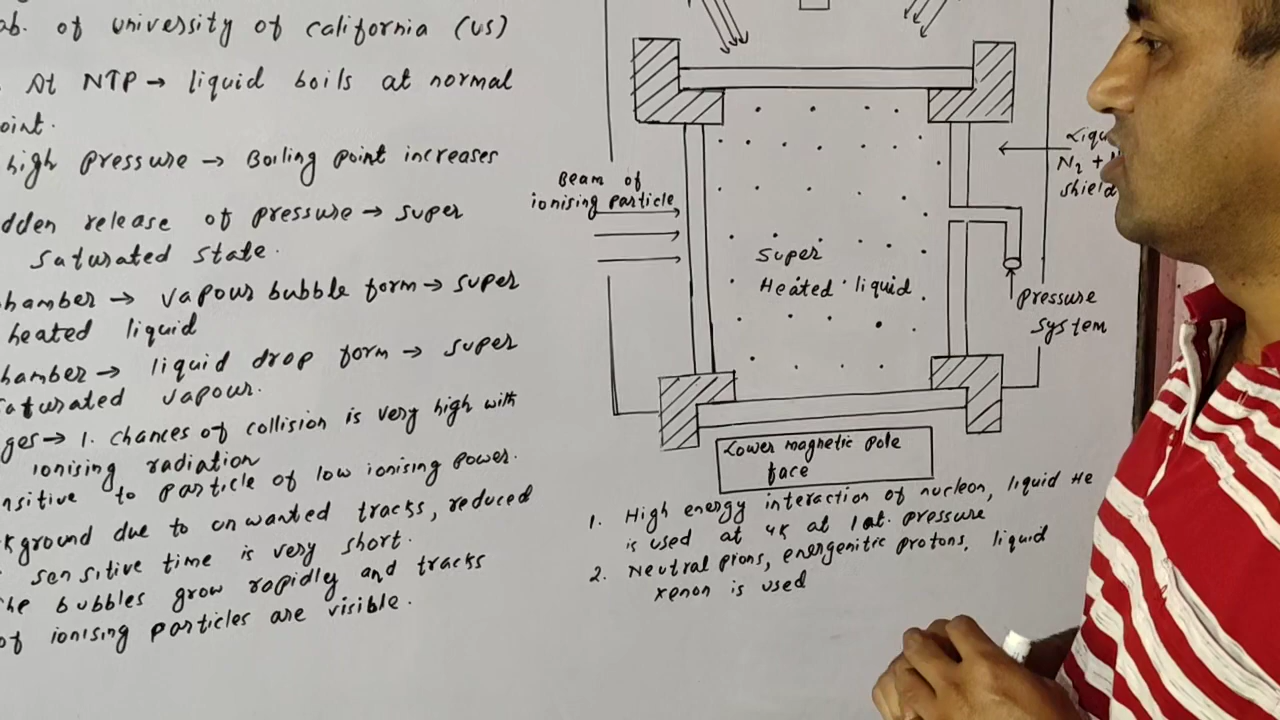 ab. of university of california (US)
. At NTP → liquid boils at normal
oint.
high pressure → Boiling point increases
dden release of pressure → super
saturated state.
hamber → vapour bubble form → super
heated liquid
hamber → liquid drop form → super
aturated vapour.
ges → 1. chances of collision is very high with
ionising radiation
nsitive to particle of low ionising power.
kground due to unwanted tracks, reduced
sensitive time is very short.
he bubbles grow rapidly and tracks
of ionising particles are visible.
Beam of
ionising particle
Super
Heated liquid
Liqu
N2 +
shield
Pressure
system
Lower magnetic pole
face
1. High energy interaction of nucleon, liquid He
is used at 4K at 1 at. pressure
2. Neutral pions, energenitic protons, liquid
xenon is used